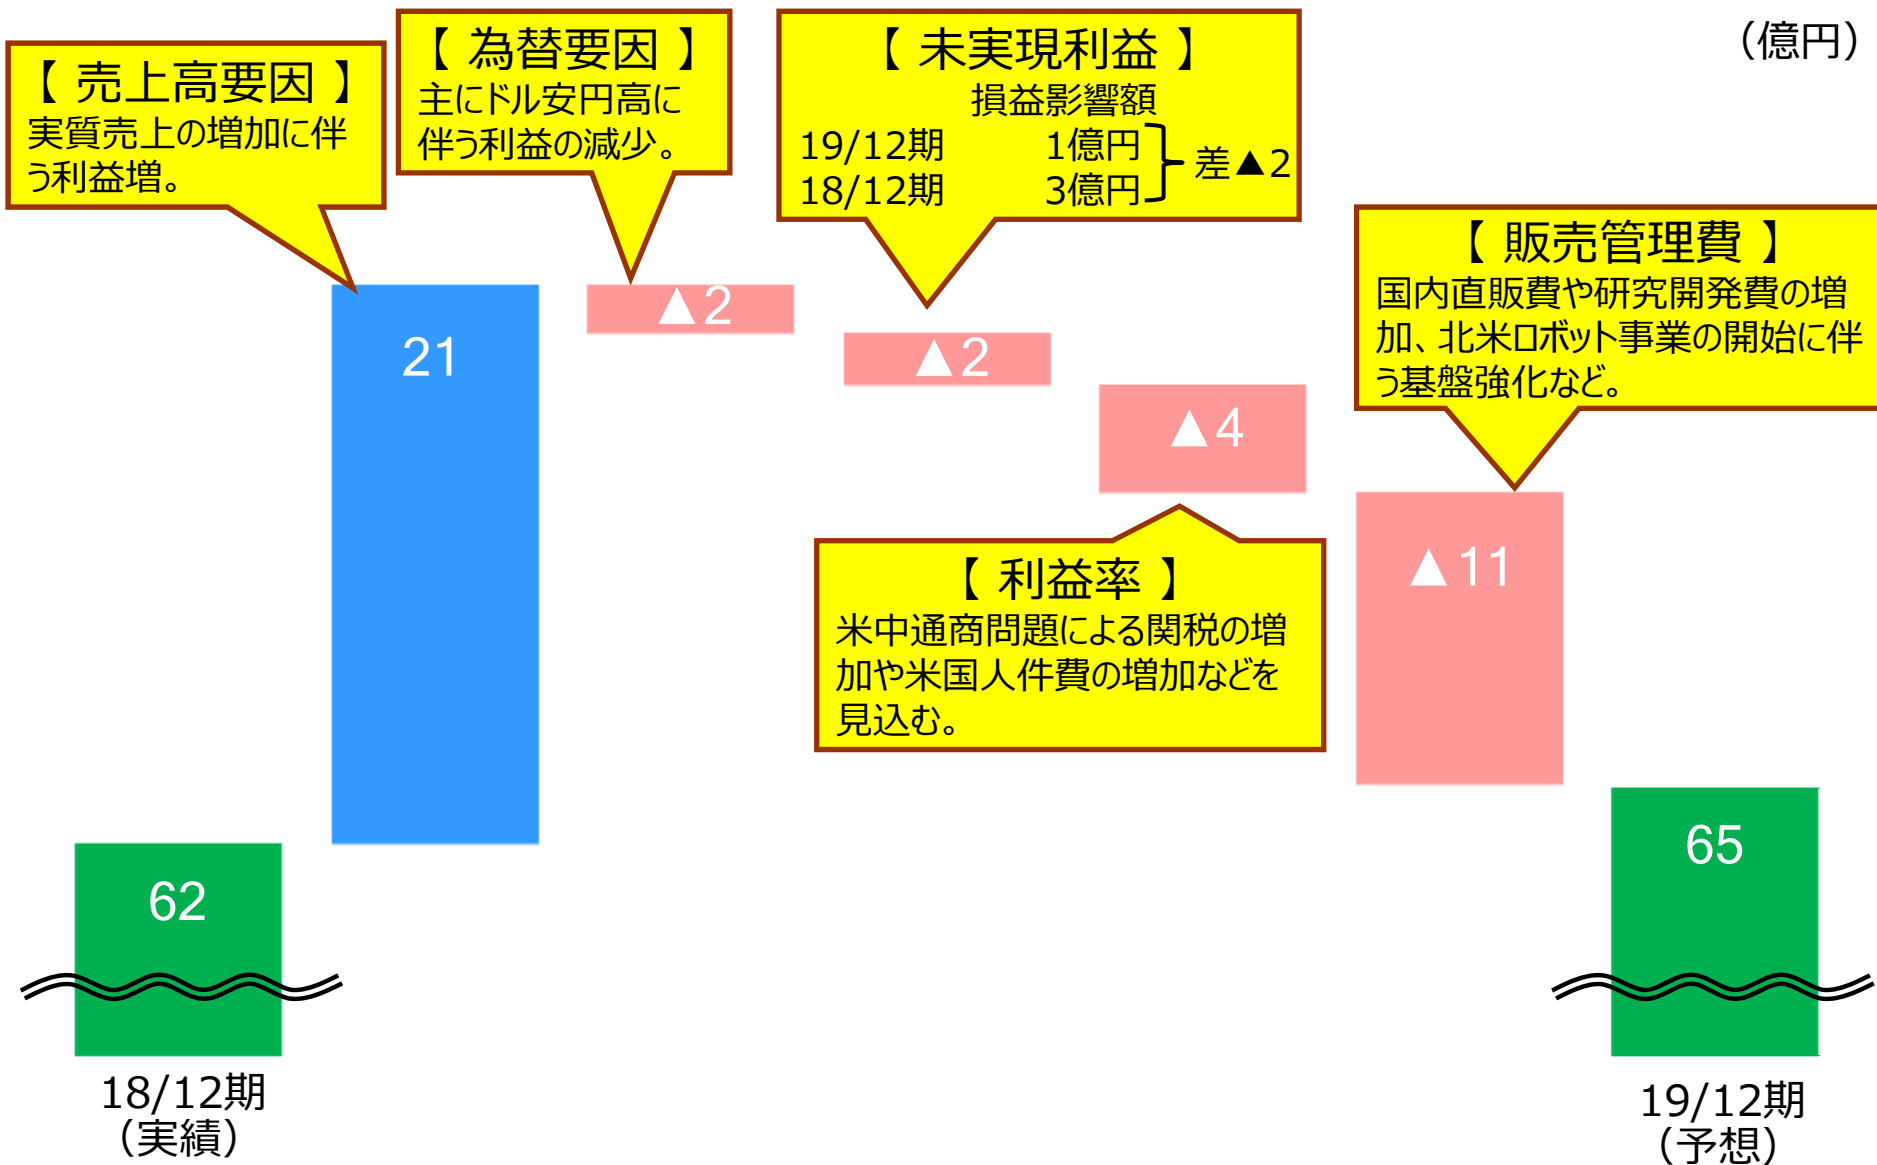 （億円）
【 売上高要因 】
実質売上の増加に伴
う利益増。
【 為替要因 】
主にドル安円高に
伴う利益の減少。
【 未実現利益 】
損益影響額
19/12期 1億円
18/12期 3億円
差▲2
【 販売管理費 】
国内直販費や研究開発費の増
加、北米ロボット事業の開始に伴
う基盤強化など。
21
▲2
▲2
▲4
▲11
【 利益率 】
米中通商問題による関税の増
加や米国人件費の増加などを
見込む。
62
65
18/12期
（実績）
19/12期
（予想）